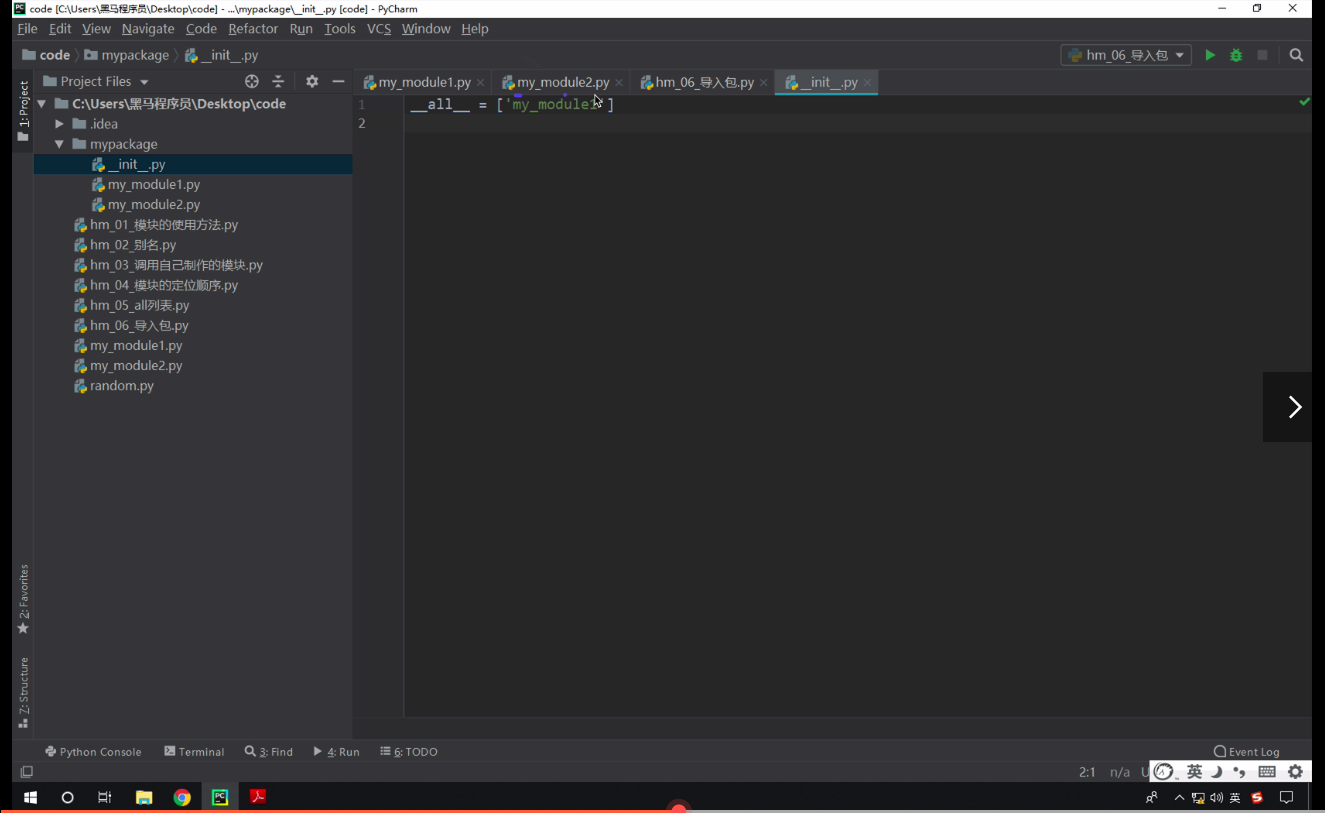 code [C:\Users\黑马程序员\Desktop\code] - ...\mypackage\__init__.py [code] - PyCharm
File Edit View Navigate Code Refactor Run Tools VCS Window Help
code mypackage __init__.py hm_06_导入包
1: Project
Project Files
my_module1.py my_module2.py hm_06_导入包.py __init__.py
C:\Users\黑马程序员\Desktop\code
.idea
mypackage
__init__.py
my_module1.py
my_module2.py
hm_01_模块的使用方法.py
hm_02_别名.py
hm_03_调用自己制作的模块.py
hm_04_模块的定位顺序.py
hm_05_all列表.py
hm_06_导入包.py
my_module1.py
my_module2.py
random.py
1 __all__ = ['my_module1']
2
2: Favorites
Z: Structure
Python Console Terminal 3: Find 4: Run 6: TODO Event Log
2:1 n/a 英
英